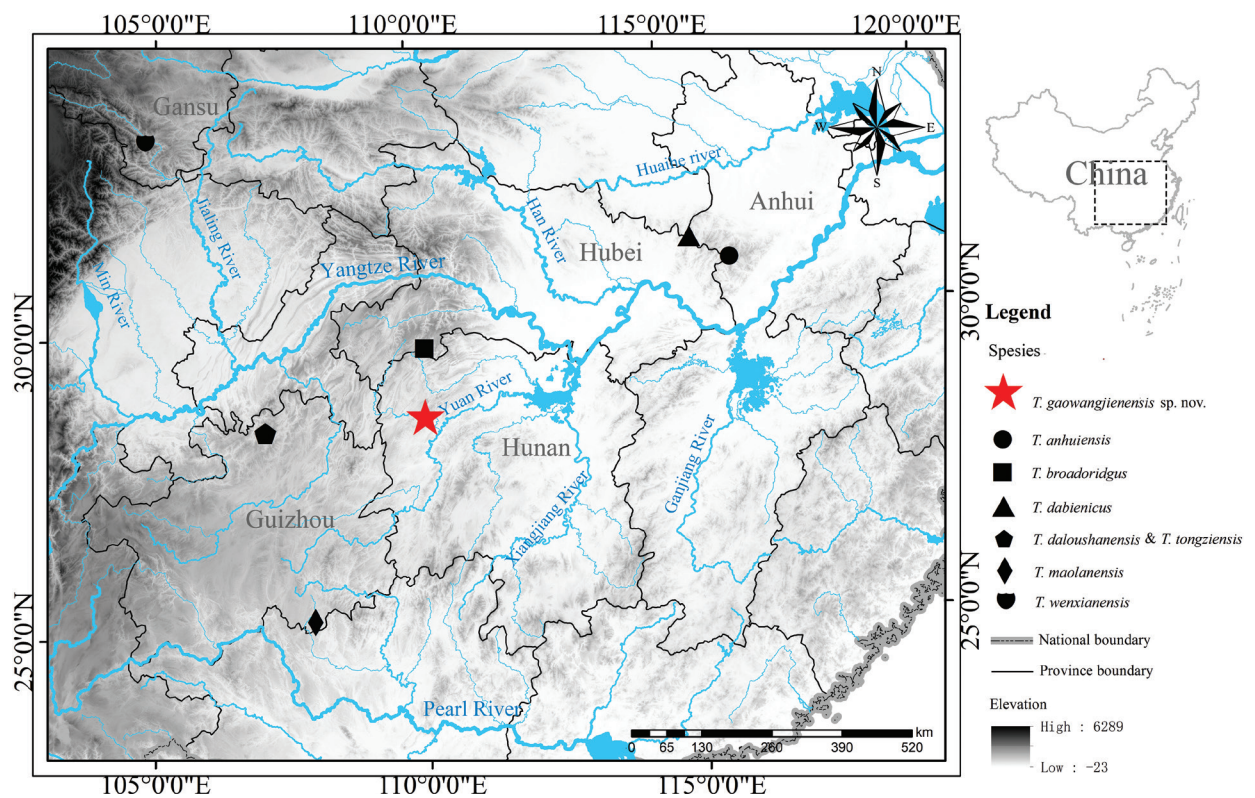 105°0'0"E 110°0'0"E 115°0'0"E 120°0'0"E
N
W E
S
Gansu
Huaihe river
Anhui
China
Jialing River
Han River
Hubei
Min River
Yangtze River
30°0'0"N
30°0'0"N
Yuan River
Hunan
Ganjiang River
Guizhou
Xiangjiang River
25°0'0"N
25°0'0"N
Pearl River
km
0 65 130 260 390 520
105°0'0"E 110°0'0"E 115°0'0"E
Legend
Spesies
T. gaowangjienensis sp. nov.
T. anhuiensis
T. broadoridgus
T. dabienicus
T. daloushanensis & T. tongziensis
T. maolanensis
T. wenxianensis
National boundary
Province boundary
Elevation
High : 6289
Low : -23